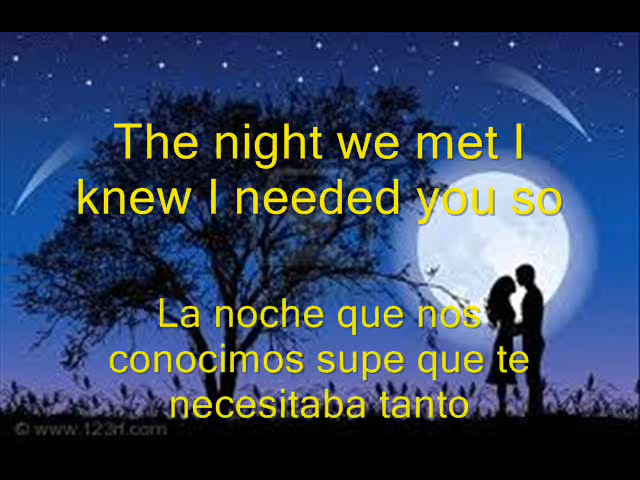 The night we met I
knew I needed you so
La noche que nos
conocimos supe que te
necesitaba tanto
© www.123rf.com